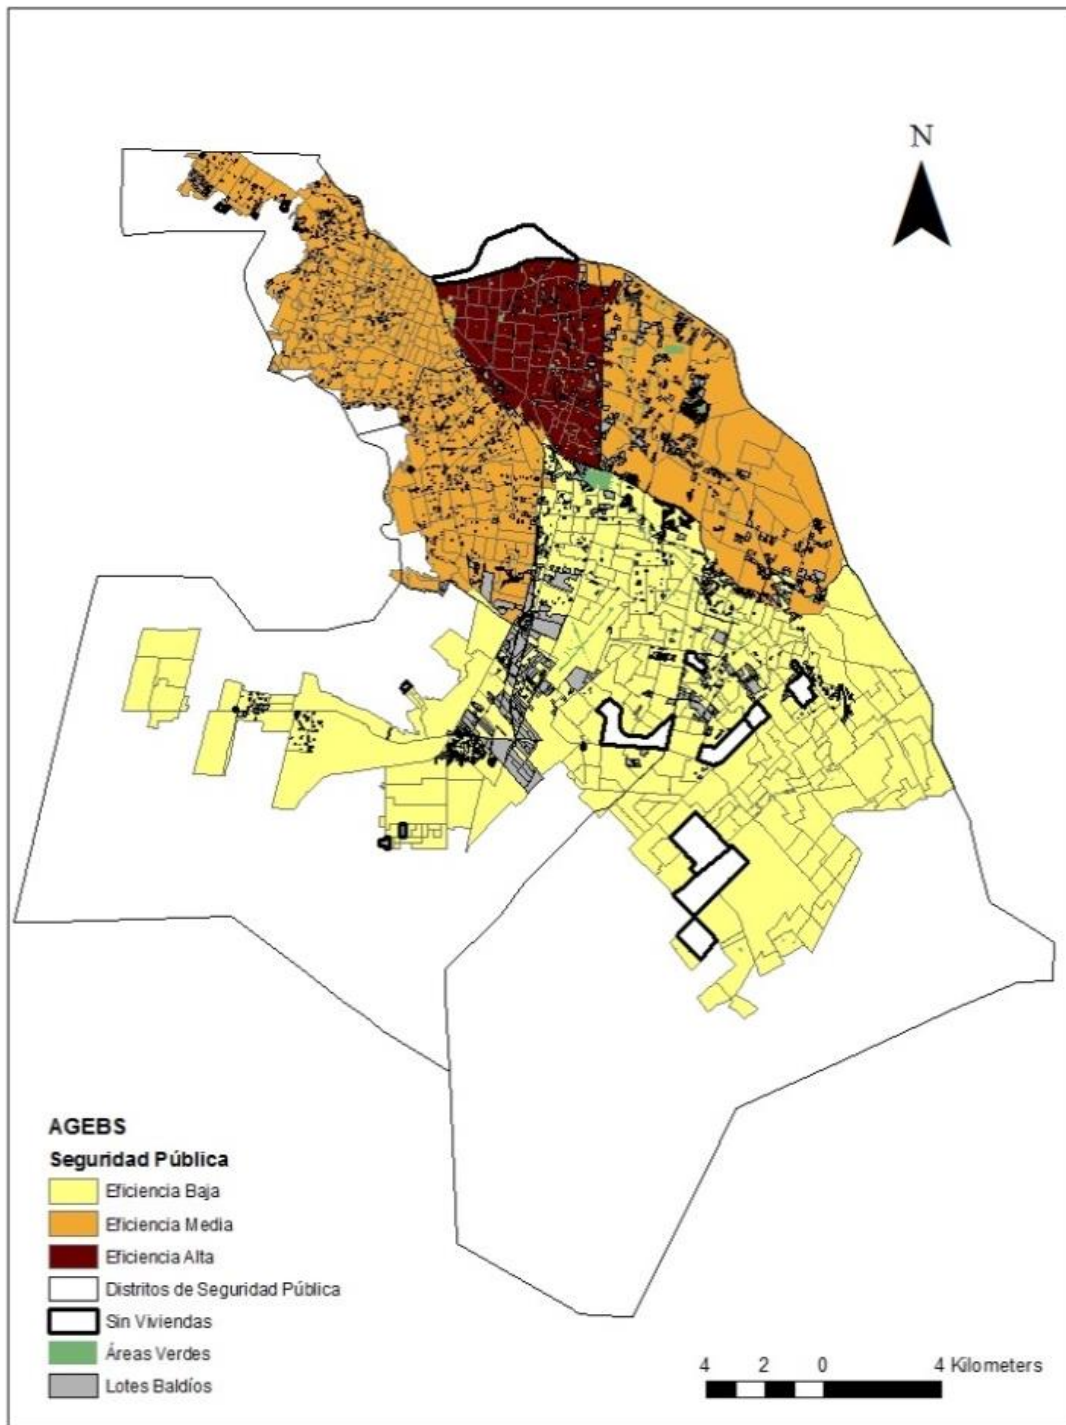 N
AGEBS
Seguridad Pública
Eficiencia Baja
Eficiencia Media
Eficiencia Alta
Distritos de Seguridad Pública
Sin Viviendas
Áreas Verdes
Lotes Baldíos
4 2 0 4 Kilometers